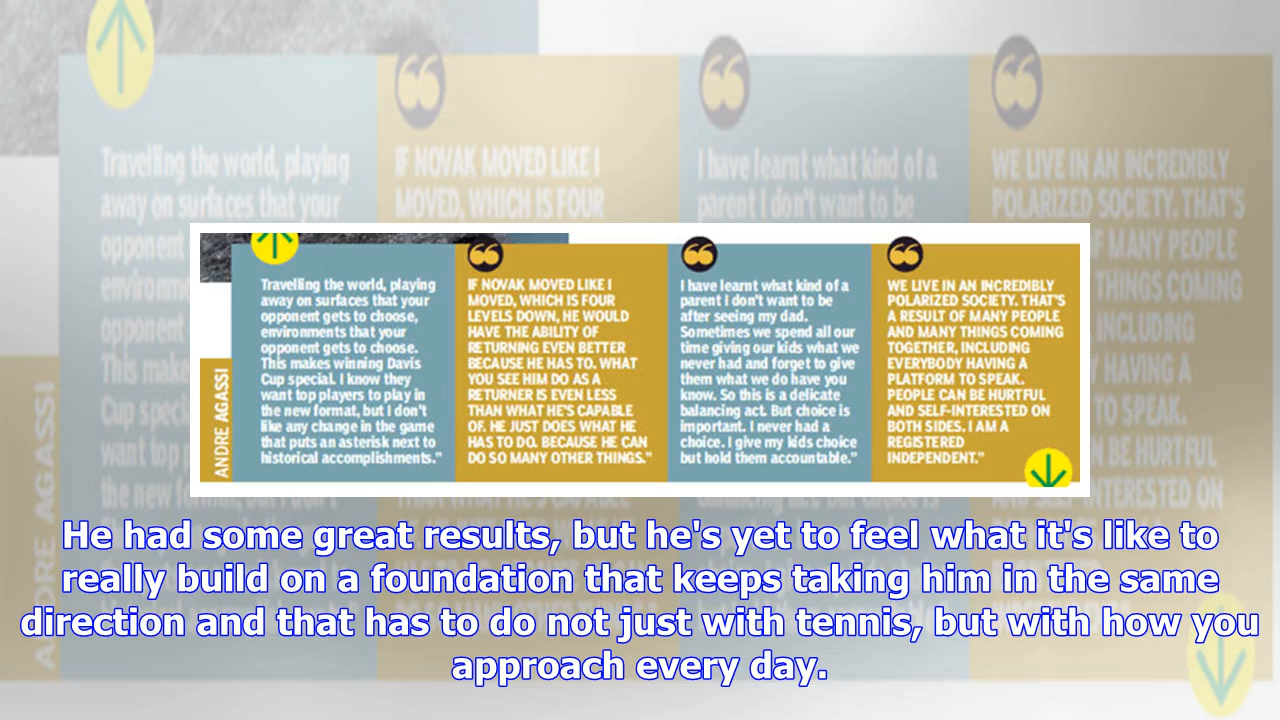 ANDRE AGASSI
Travelling the world, playing
away on surfaces that your
opponent gets to choose,
environments that your
opponent gets to choose.
This makes winning Davis
Cup special. I know they
want top players to play in
the new format, but I don't
like any change in the game
that puts an asterisk next to
historical accomplishments."
IF NOVAK MOVED LIKE I
MOVED, WHICH IS FOUR
LEVELS DOWN, HE WOULD
HAVE THE ABILITY OF
RETURNING EVEN BETTER
BECAUSE HE HAS TO. WHAT
YOU SEE HIM DO AS A
RETURNER IS EVEN LESS
THAN WHAT HE'S CAPABLE
OF. HE JUST DOES WHAT HE
HAS TO DO. BECAUSE HE CAN
DO SO MANY OTHER THINGS."
I have learnt what kind of a
parent I don't want to be
after seeing my dad.
Sometimes we spend all our
time giving our kids what we
never had and forget to give
them what we do have you
know. So this is a delicate
balancing act. But choice is
important. I never had a
choice. I give my kids choice
but hold them accountable."
WE LIVE IN AN INCREDIBLY
POLARIZED SOCIETY. THAT'S
A RESULT OF MANY PEOPLE
AND MANY THINGS COMING
TOGETHER, INCLUDING
EVERYBODY HAVING A
PLATFORM TO SPEAK.
PEOPLE CAN BE HURTFUL
AND SELF-INTERESTED ON
BOTH SIDES. I AM A
REGISTERED
INDEPENDENT."
He had some great results, but he's yet to feel what it's like to
really build on a foundation that keeps taking him in the same
direction and that has to do not just with tennis, but with how you
approach every day.